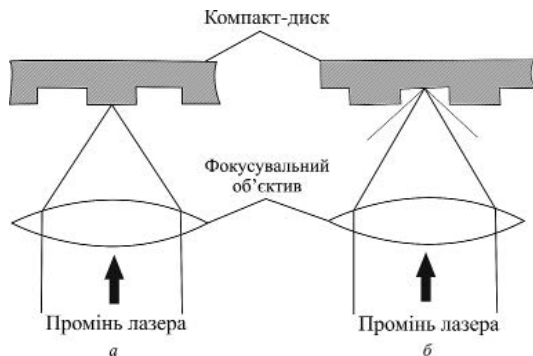 Компакт-диск
Фокусувальний
об’єктив
Промінь лазера
Промінь лазера
а
б